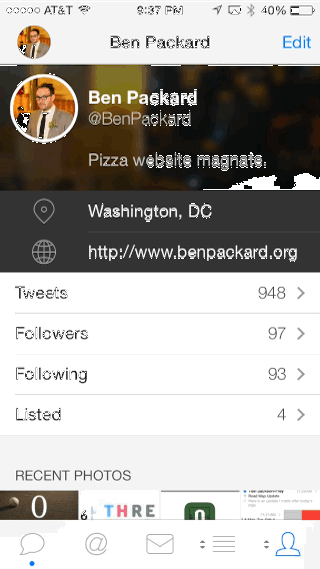 AT&T 9:37 PM 40%
Ben Packard Edit
Ben Packard
@BenPackard
Pizza website magnate.
Washington, DC
http://www.benpackard.org
Tweets 948
Followers 97
Following 93
Listed 4
RECENT PHOTOS
0
THRE